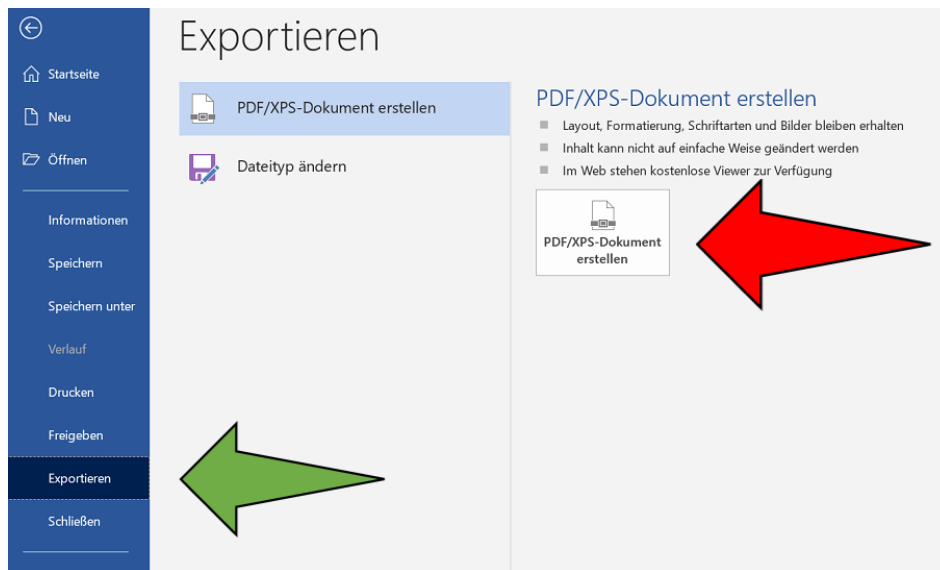 Exportieren
Startseite
Neu
Öffnen
Informationen
Speichern
Speichern unter
Verlauf
Drucken
Freigeben
Exportieren
Schließen
PDF/XPS-Dokument erstellen
Dateityp ändern
PDF/XPS-Dokument erstellen
Layout, Formatierung, Schriftarten und Bilder bleiben erhalten
Inhalt kann nicht auf einfache Weise geändert werden
Im Web stehen kostenlose Viewer zur Verfügung
PDF/XPS-Dokument
erstellen